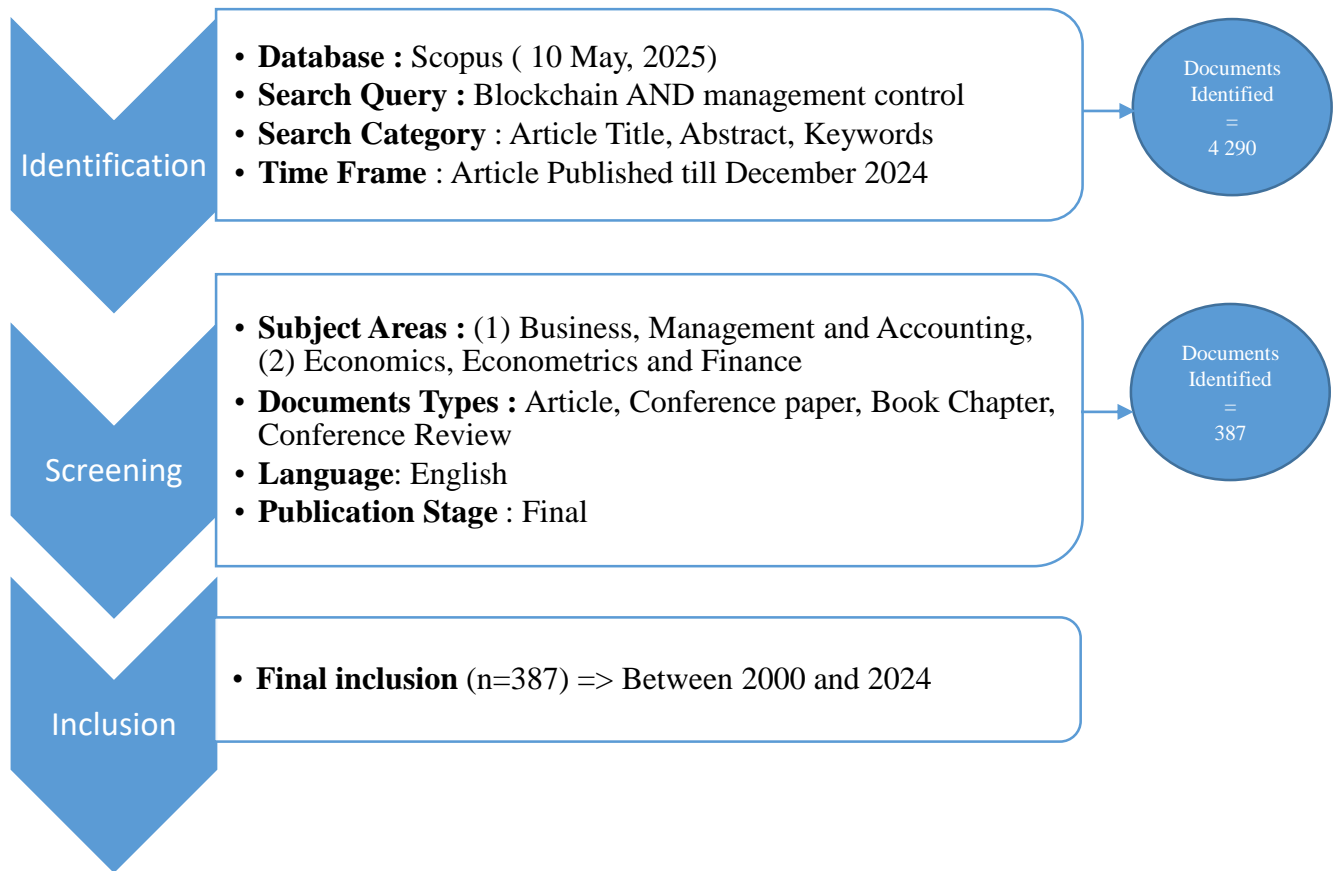 Identification
• Database : Scopus ( 10 May, 2025)
• Search Query : Blockchain AND management control
• Search Category : Article Title, Abstract, Keywords
• Time Frame : Article Published till December 2024
Documents
Identified
=
4 290
Screening
• Subject Areas : (1) Business, Management and Accounting,
(2) Economics, Econometrics and Finance
• Documents Types : Article, Conference paper, Book Chapter,
Conference Review
• Language: English
• Publication Stage : Final
Documents
Identified
=
387
Inclusion
• Final inclusion (n=387) => Between 2000 and 2024